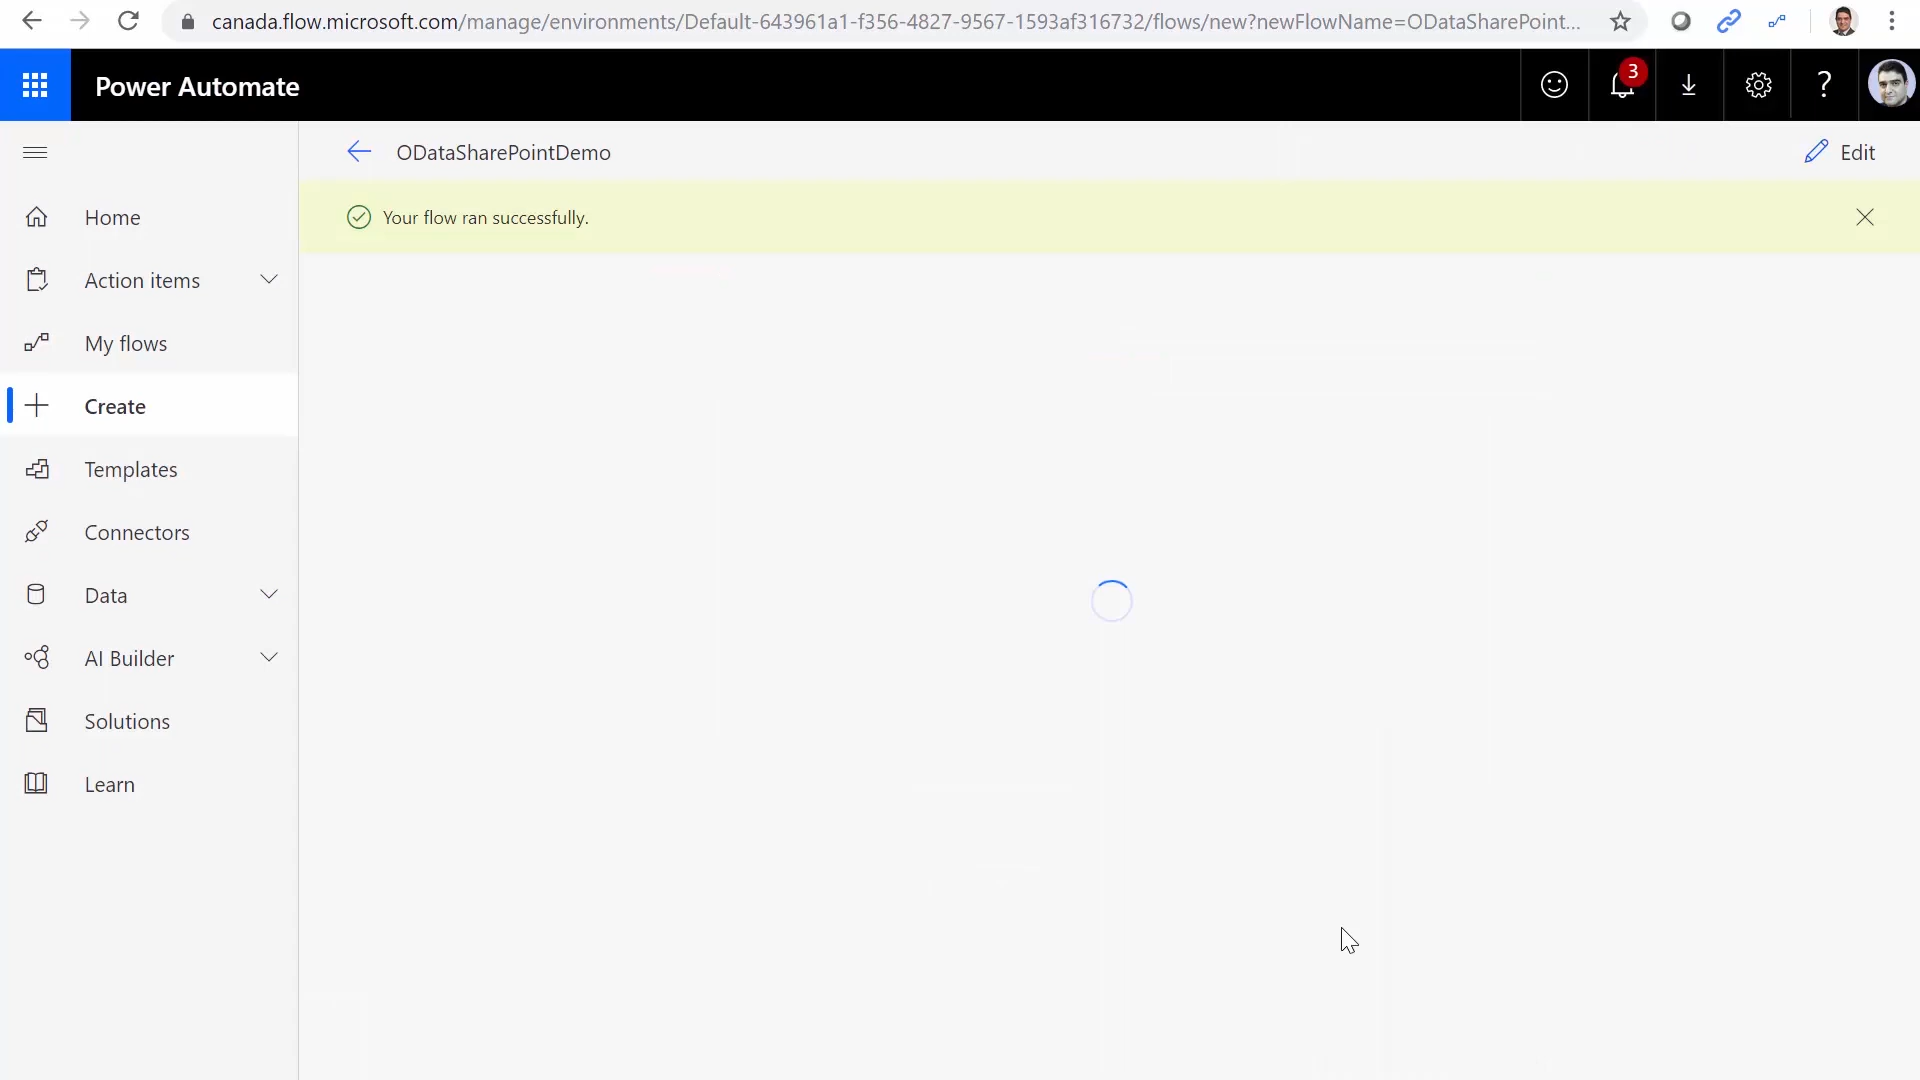 canada.flow.microsoft.com/manage/environments/Default-643961a1-f356-4827-9567-1593af316732/flows/new?newFlowName=ODataSharePoint...
Power Automate
3
?
ODataSharePointDemo
Edit
Your flow ran successfully.
Home
Action items
My flows
Create
Templates
Connectors
Data
AI Builder
Solutions
Learn